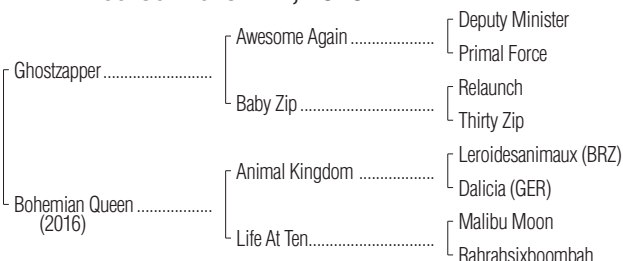 Deputy Minister
Awesome Again ....................
Primal Force
Ghostzapper .........................
Relaunch
Baby Zip ...............................
Thirty Zip
Leroidesanimaux (BRZ)
Animal Kingdom .................
Dalicia (GER)
Bohemian Queen .................
(2016)
Malibu Moon
Life At Ten.............................
Rahrahsixboombah